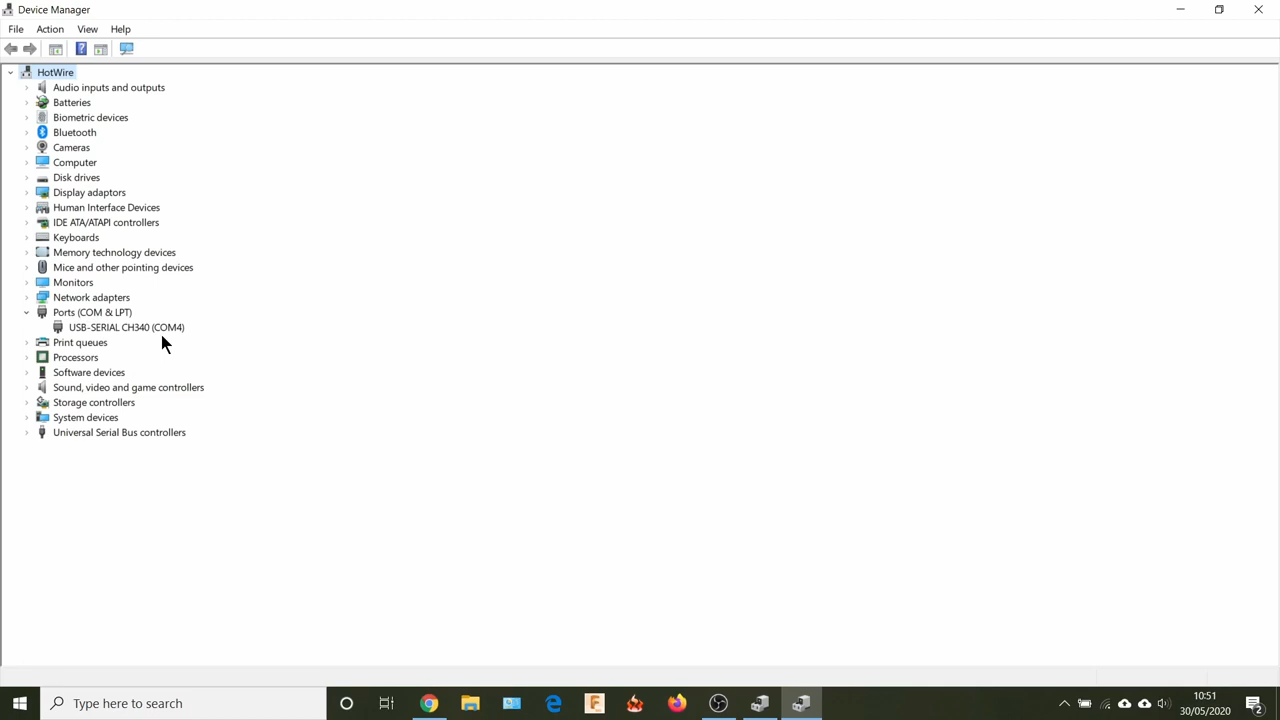 Device Manager
File Action View Help
HotWire
Audio inputs and outputs
Batteries
Biometric devices
Bluetooth
Cameras
Computer
Disk drives
Display adaptors
Human Interface Devices
IDE ATA/ATAPI controllers
Keyboards
Memory technology devices
Mice and other pointing devices
Monitors
Network adapters
Ports (COM & LPT)
USB-SERIAL CH340 (COM4)
Print queues
Processors
Software devices
Sound, video and game controllers
Storage controllers
System devices
Universal Serial Bus controllers
Type here to search
10:51
30/05/2020
2